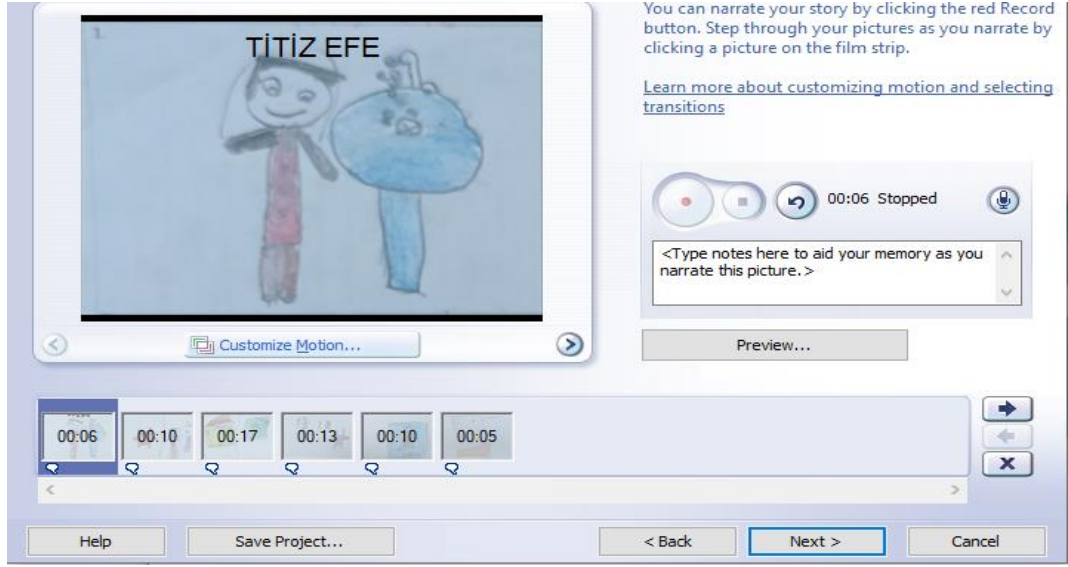 You can narrate your story by clicking the red Record
button. Step through your pictures as you narrate by
clicking a picture on the film strip.
Learn more about customizing motion and selecting
transitions
1.
TİTİZ EFE
00:06 Stopped
<Type notes here to aid your memory as you
narrate this picture.>
Customize Motion...
Preview...
00:06 00:10 00:17 00:13 00:10 00:05
Help Save Project... < Back Next > Cancel